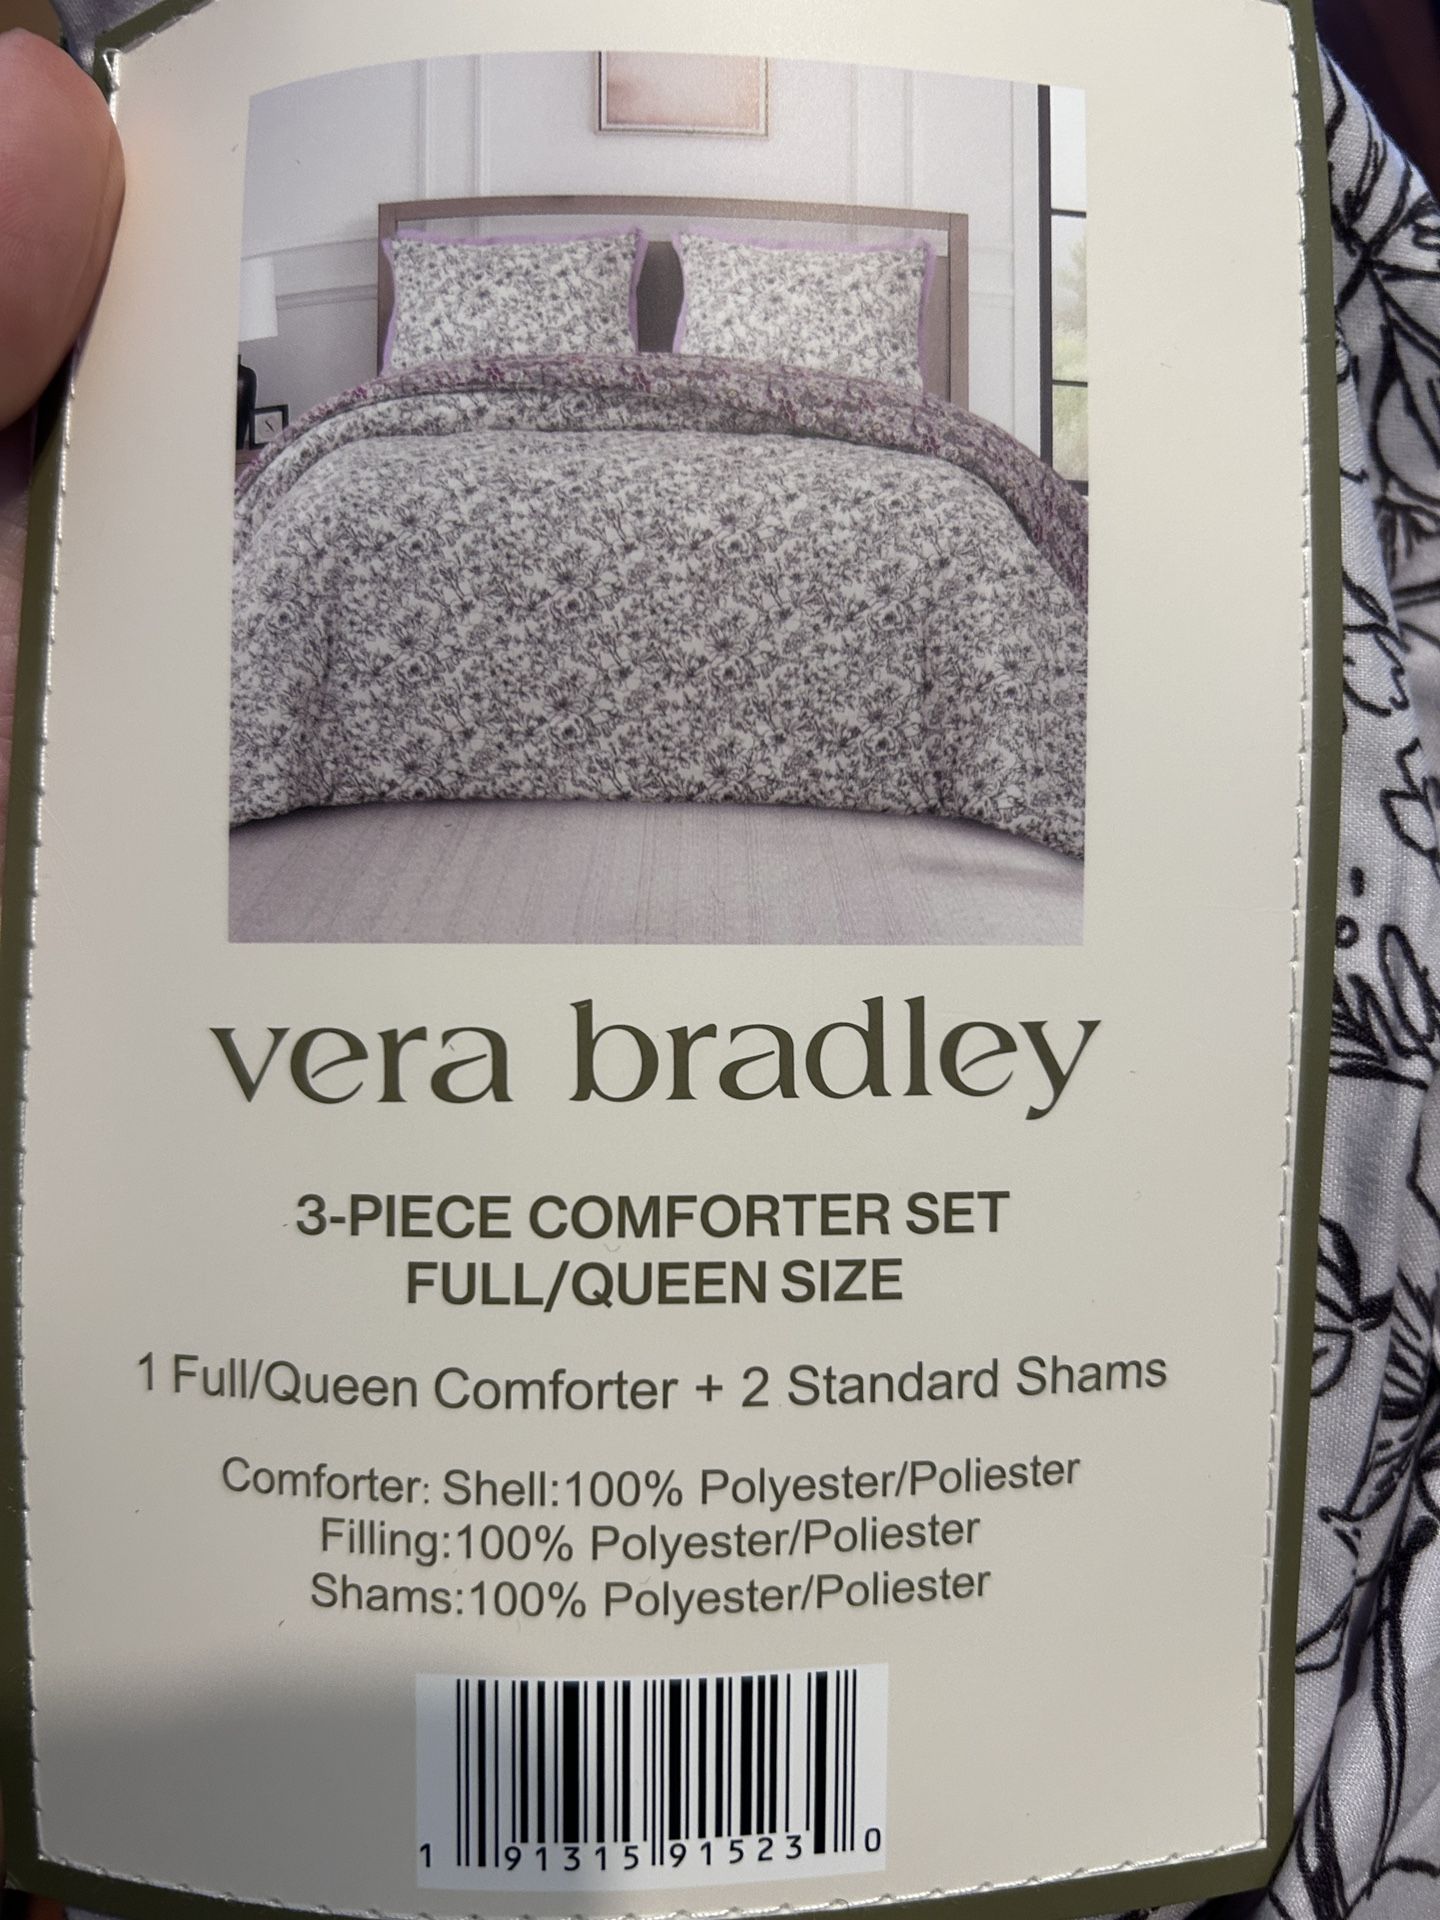 vera bradley
3-PIECE COMFORTER SET
FULL/QUEEN SIZE
1 Full/Queen Comforter + 2 Standard Shams
Comforter: Shell:100% Polyester/Poliester
Filling:100% Polyester/Poliester
Shams:100% Polyester/Poliester
1 91315 91523 0